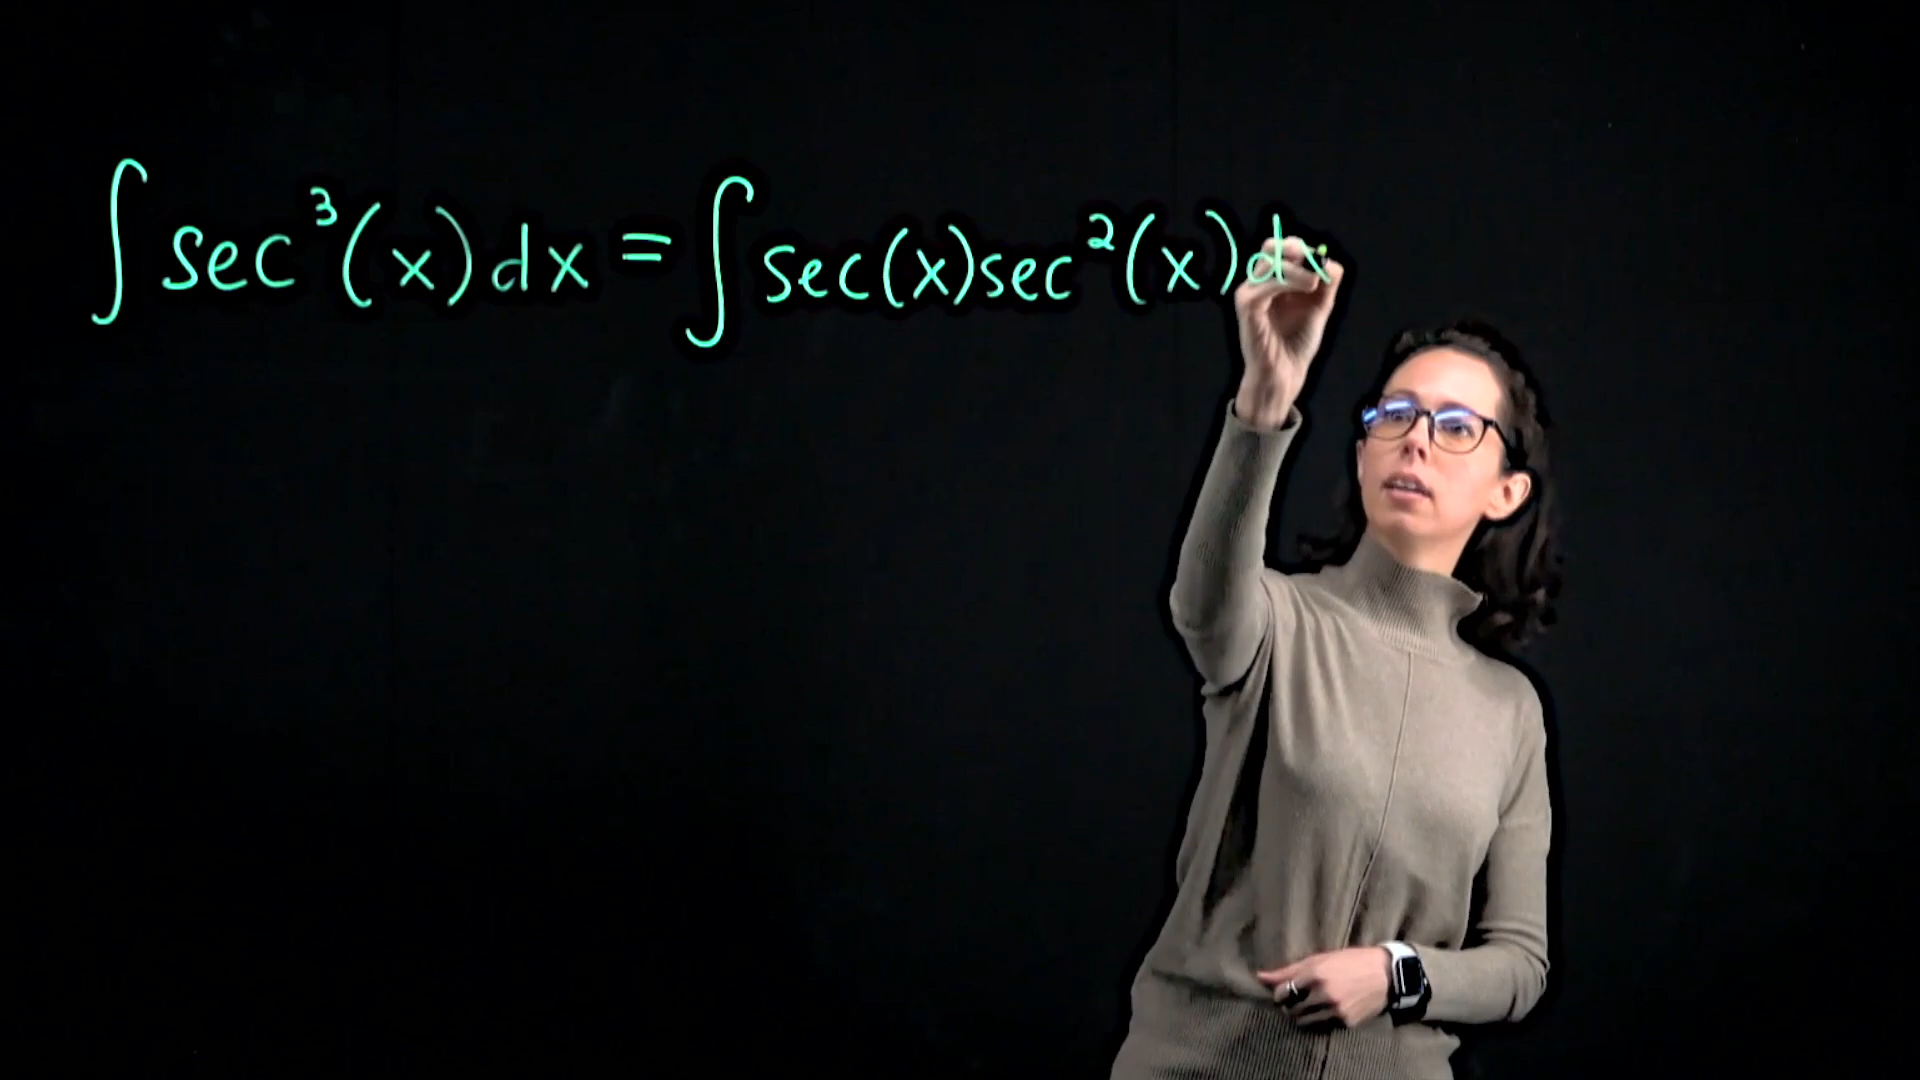 ∫ sec³(x) dx = ∫ sec(x) sec²(x) dx